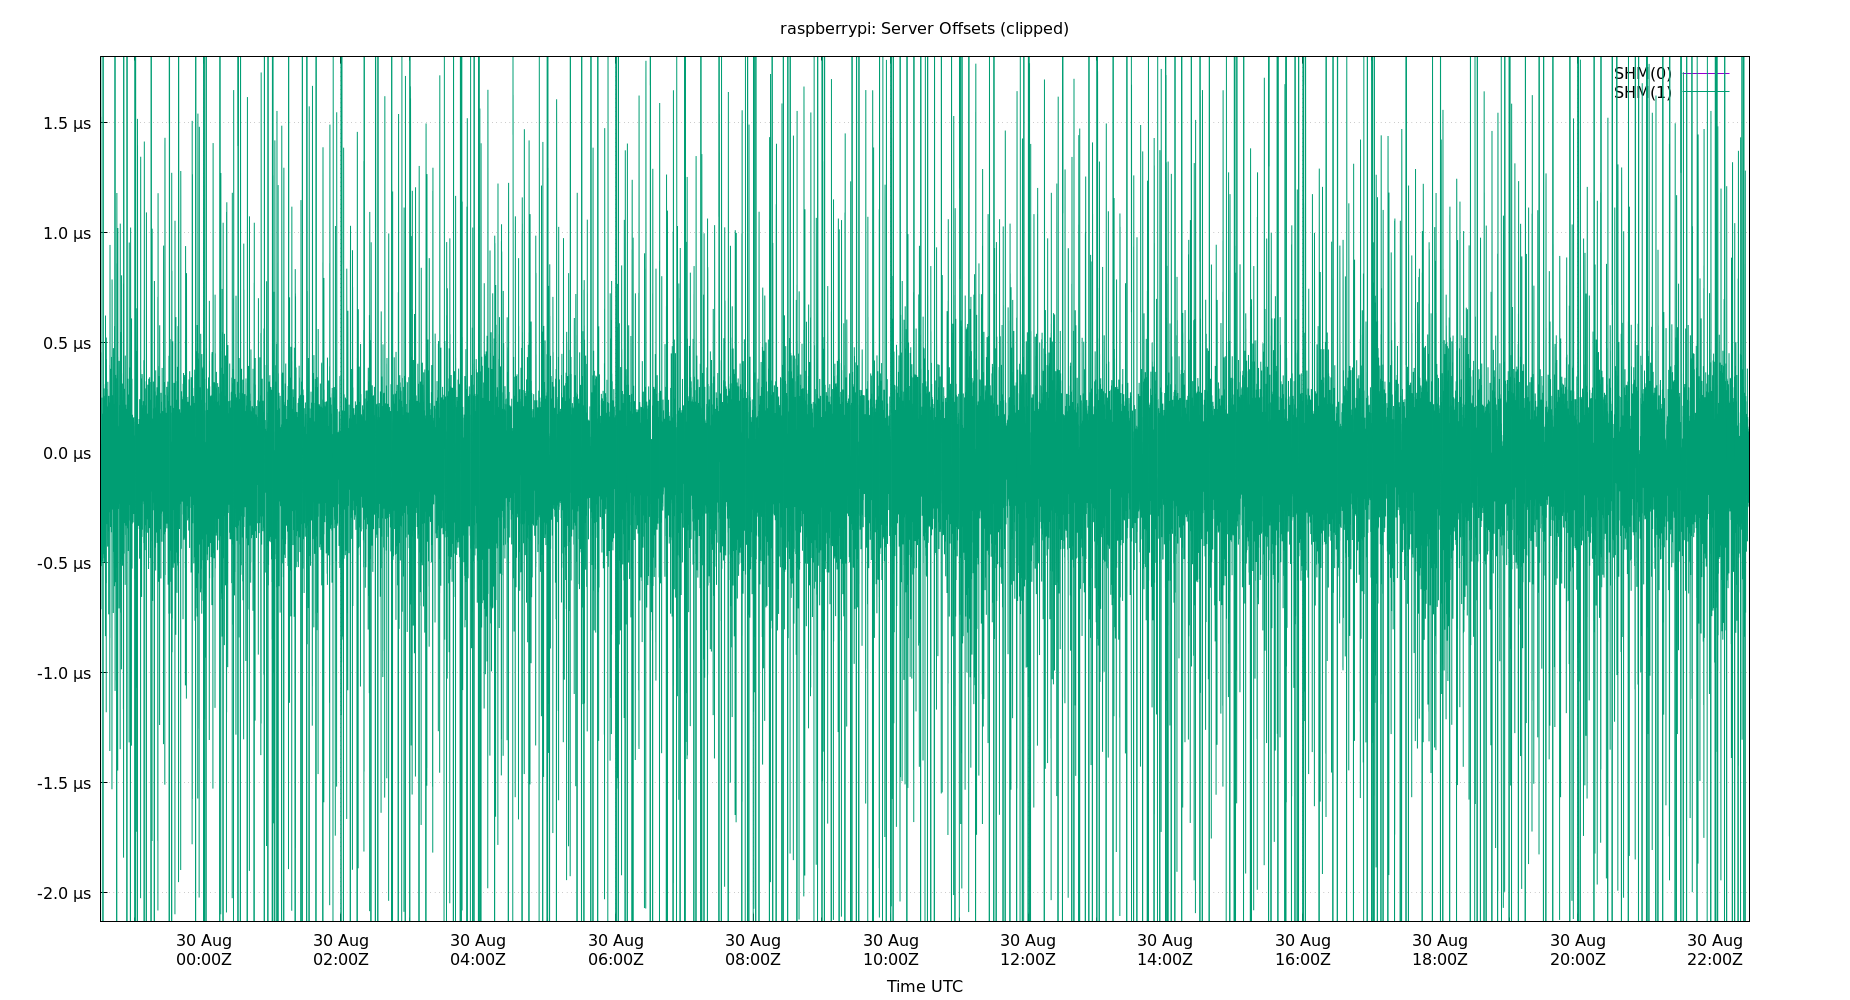 raspberrypi: Server Offsets (clipped)
SHM(0)
SHM(1)
1.5 µs
1.0 µs
0.5 µs
0.0 µs
-0.5 µs
-1.0 µs
-1.5 µs
-2.0 µs
30 Aug 30 Aug 30 Aug 30 Aug 30 Aug 30 Aug 30 Aug 30 Aug 30 Aug 30 Aug 30 Aug 30 Aug
00:00Z 02:00Z 04:00Z 06:00Z 08:00Z 10:00Z 12:00Z 14:00Z 16:00Z 18:00Z 20:00Z 22:00Z
Time UTC